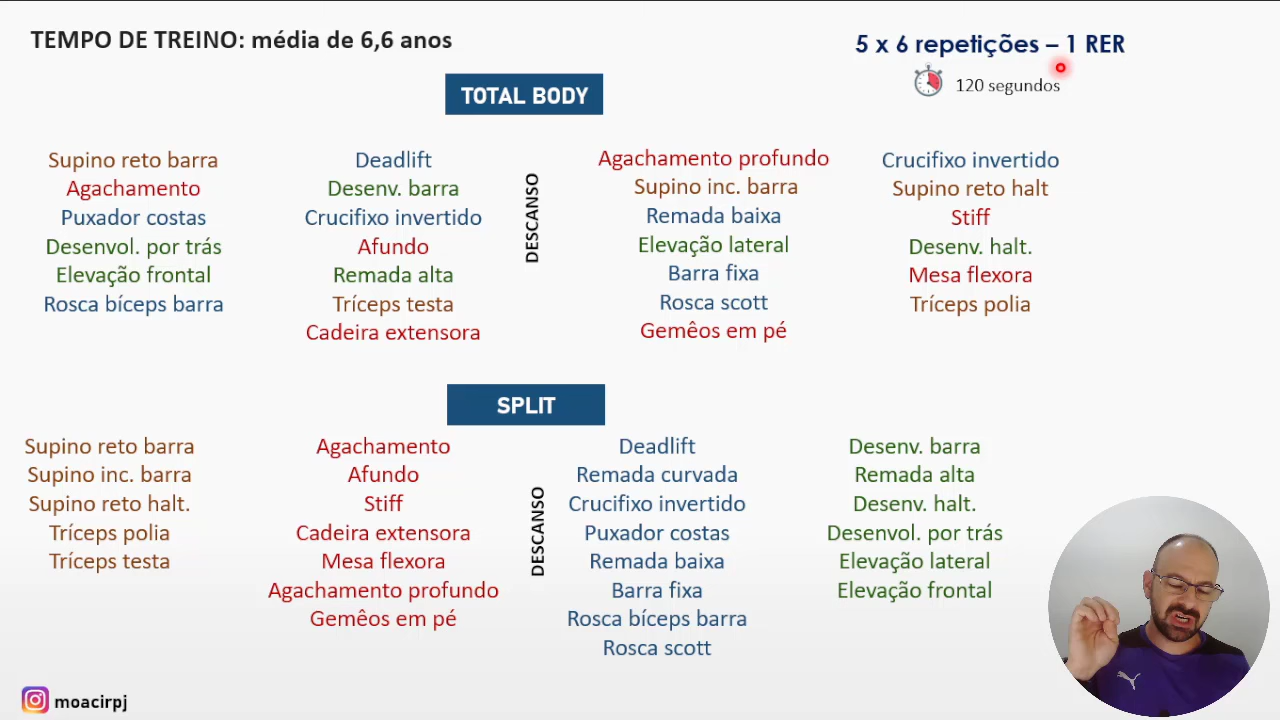 TEMPO DE TREINO: média de 6,6 anos
5 x 6 repetições – 1 RER
120 segundos
TOTAL BODY
Supino reto barra
Agachamento
Puxador costas
Desenvol. por trás
Elevação frontal
Rosca bíceps barra
Deadlift
Desenv. barra
Crucifixo invertido
Afundo
Remada alta
Tríceps testa
Cadeira extensora
DESCANSO
Agachamento profundo
Supino inc. barra
Remada baixa
Elevação lateral
Barra fixa
Rosca scott
Gemêos em pé
Crucifixo invertido
Supino reto halt
Stiff
Desenv. halt.
Mesa flexora
Tríceps polia
SPLIT
Supino reto barra
Supino inc. barra
Supino reto halt.
Tríceps polia
Tríceps testa
Agachamento
Afundo
Stiff
Cadeira extensora
Mesa flexora
Agachamento profundo
Gemêos em pé
DESCANSO
Deadlift
Remada curvada
Crucifixo invertido
Puxador costas
Remada baixa
Barra fixa
Rosca bíceps barra
Rosca scott
Desenv. barra
Remada alta
Desenv. halt.
Desenvol. por trás
Elevação lateral
Elevação frontal
moacirpj